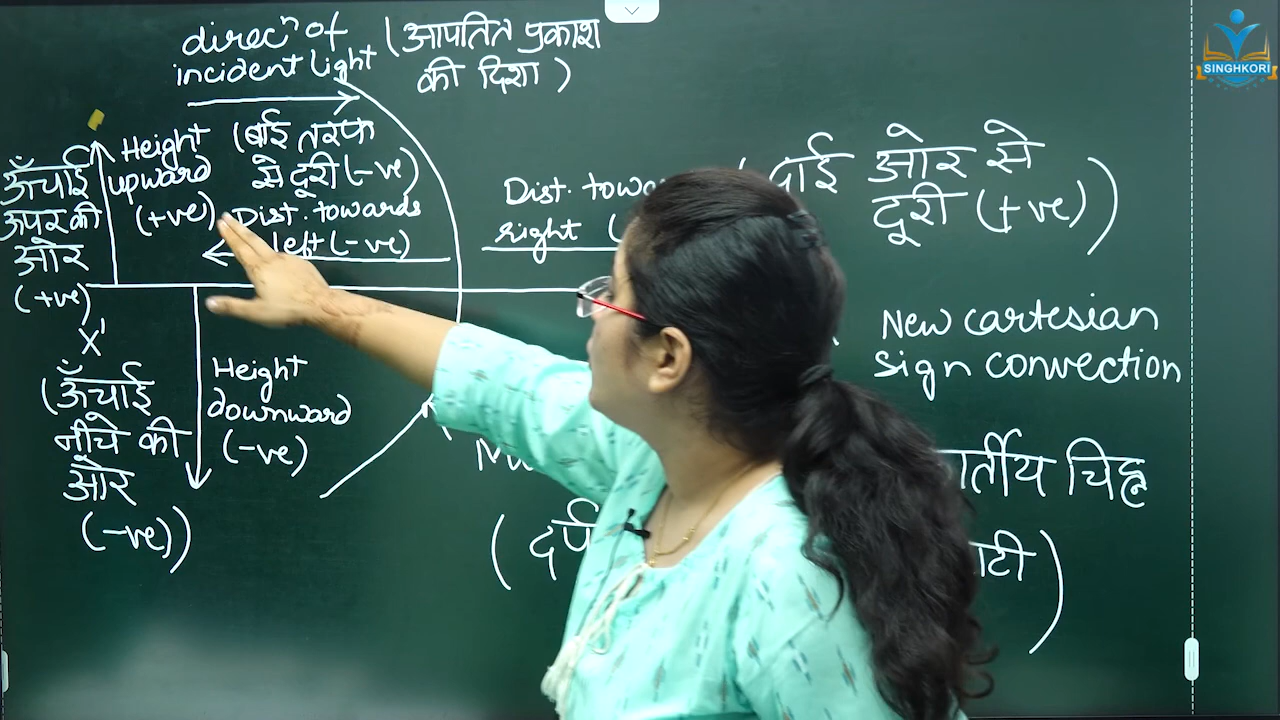 direcⁿ of
incident light
(आपतित प्रकाश
की दिशा )
Height
upward
(+ve)
(बाई तरफ
से दूरी (-ve)
Dist. towards
left (-ve)
ऊँचाई
ऊपर की
ओर
(+ve)
X'
(ऊँचाई
नीचे की
ओर
(-ve))
Height
downward
(-ve)
Dist.
right (
ओर से
दूरी (+ve))
New cartesian
sign convection
चिह्न
SINGHKORI